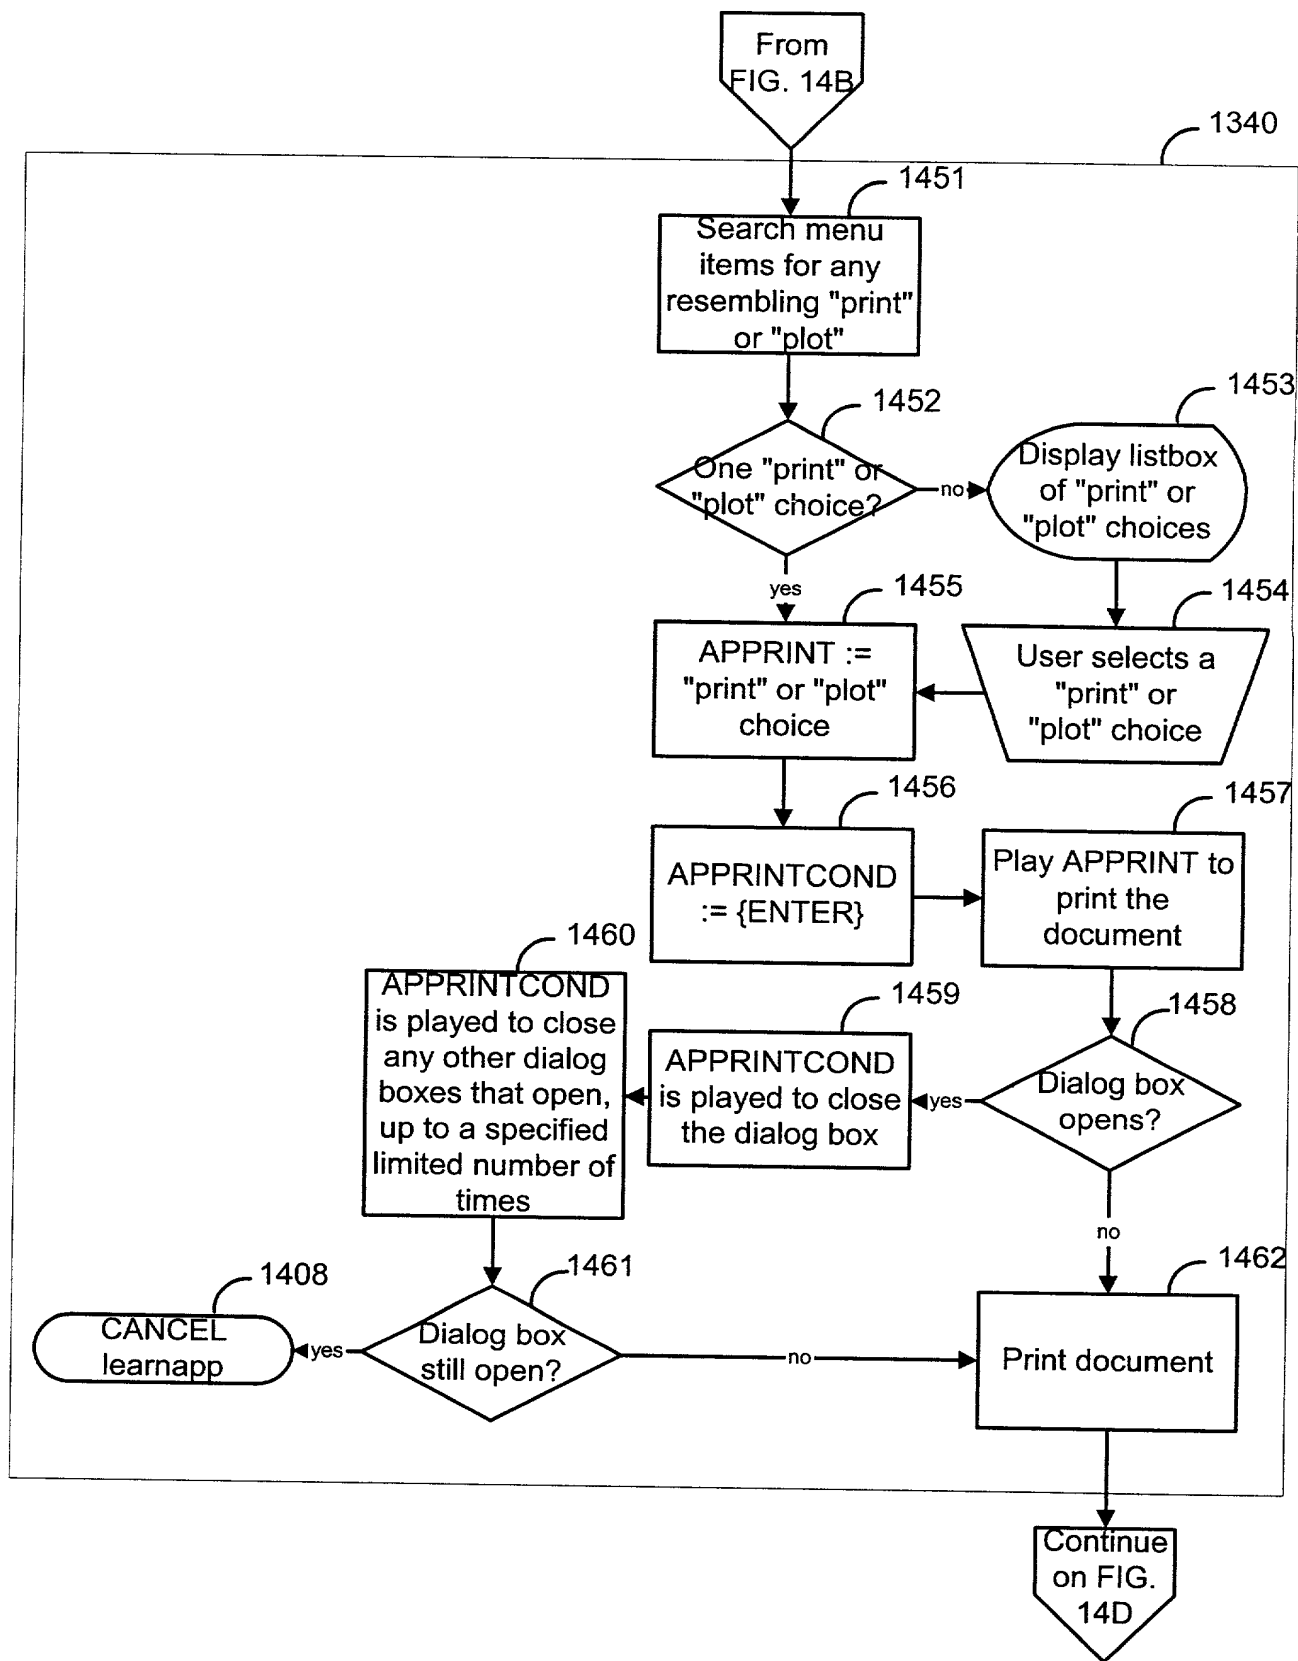 From
FIG. 14B
1340
1451
Search menu
items for any
resembling "print"
or "plot"
1452
One "print" or
"plot" choice?
no
1453
Display listbox
of "print" or
"plot" choices
yes
1454
User selects a
"print" or
"plot" choice
1455
APPRINT :=
"print" or "plot"
choice
1456
APPRINTCOND
:= {ENTER}
1457
Play APPRINT to
print the
document
1458
Dialog box
opens?
yes
1459
APPRINTCOND
is played to close
the dialog box
1460
APPRINTCOND
is played to close
any other dialog
boxes that open,
up to a specified
limited number of
times
1461
Dialog box
still open?
yes
1408
CANCEL
learnapp
no
no
1462
Print document
Continue
on FIG.
14D